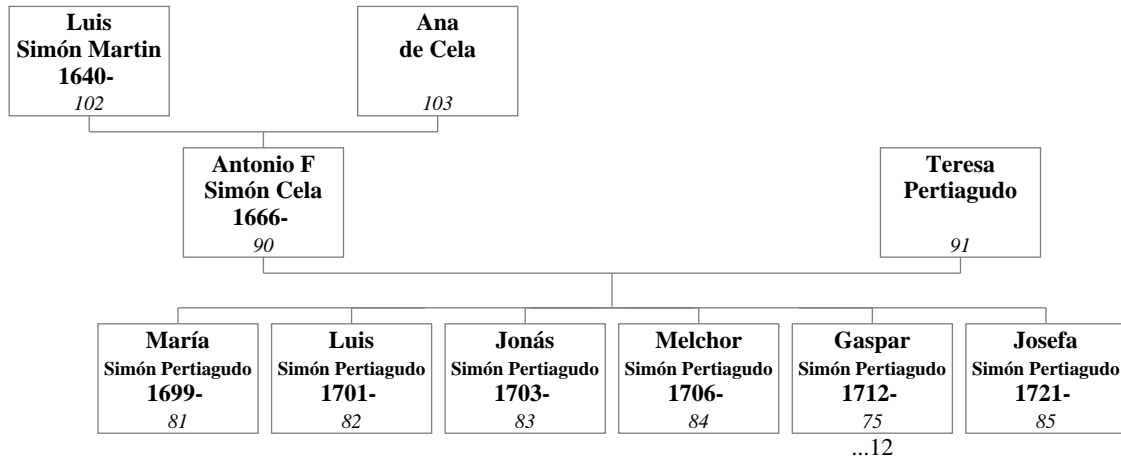 Luis
Simón Martin
1640-
102
Ana
de Cela
103
Antonio F
Simón Cela
1666-
90
Teresa
Pertiagudo
91
María
Simón Pertiagudo
1699-
81
Luis
Simón Pertiagudo
1701-
82
Jonás
Simón Pertiagudo
1703-
83
Melchor
Simón Pertiagudo
1706-
84
Gaspar
Simón Pertiagudo
1712-
75
...12
Josefa
Simón Pertiagudo
1721-
85